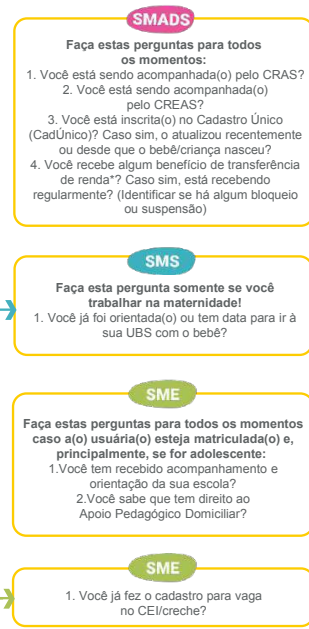 SMADS
Faça estas perguntas para todos
os momentos:
1. Você está sendo acompanhada(o) pelo CRAS?
2. Você está sendo acompanhada(o)
pelo CREAS?
3. Você está inscrita(o) no Cadastro Único
(CadÚnico)? Caso sim, o atualizou recentemente
ou desde que o bebê/criança nasceu?
4. Você recebe algum benefício de transferência
de renda*? Caso sim, está recebendo
regularmente? (Identificar se há algum bloqueio
ou suspensão)
SMS
Faça esta pergunta somente se você
trabalhar na maternidade!
1. Você já foi orientada(o) ou tem data para ir à
sua UBS com o bebê?
SME
Faça estas perguntas para todos os momentos
caso a(o) usuária(o) esteja matriculada(o) e,
principalmente, se for adolescente:
1.Você tem recebido acompanhamento e
orientação da sua escola?
2.Você sabe que tem direito ao
Apoio Pedagógico Domiciliar?
SME
1. Você já fez o cadastro para vaga
no CEI/creche?